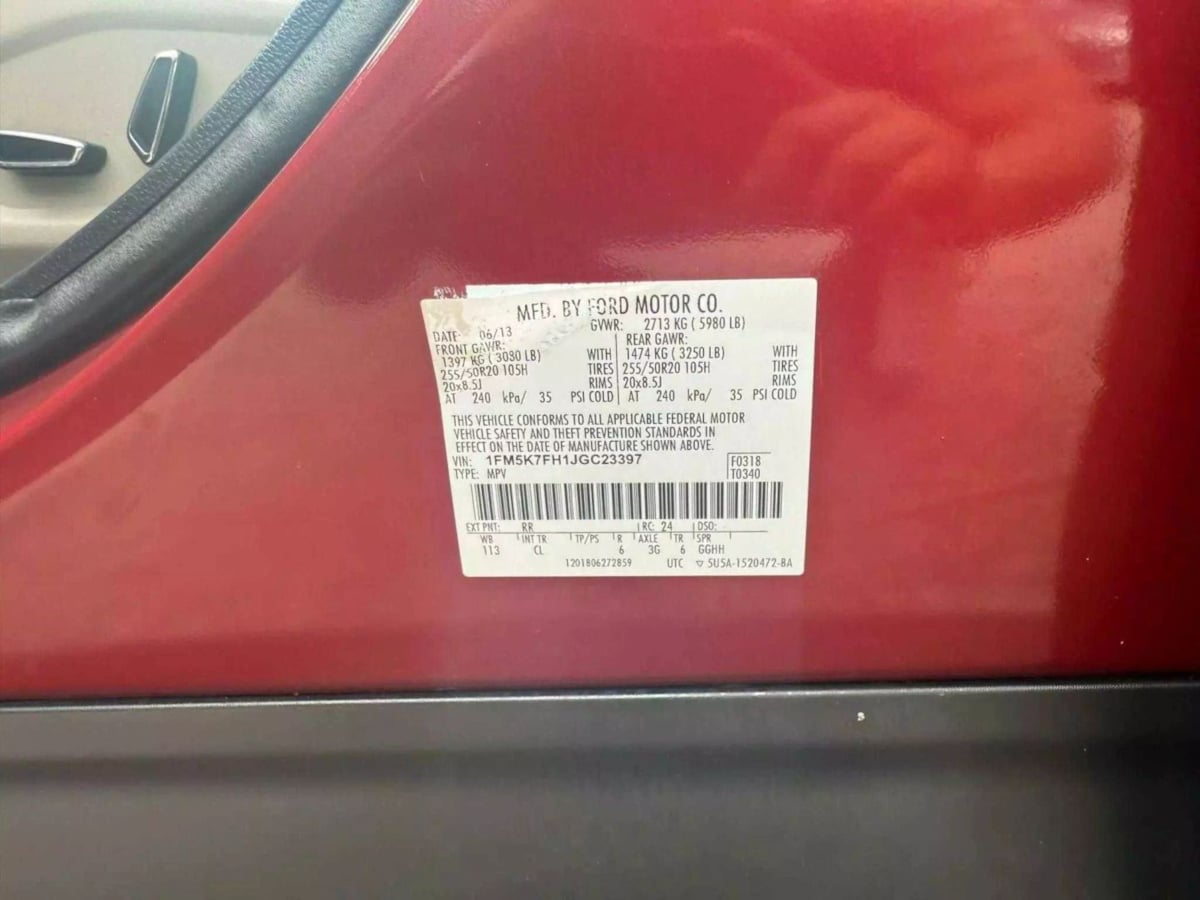 MFD. BY FORD MOTOR CO.
DATE: 06/13 GVWR: 2713 KG ( 5980 LB)
FRONT GAWR: REAR GAWR:
1397 KG ( 3080 LB) WITH 1474 KG ( 3250 LB) WITH
255/50R20 105H TIRES 255/50R20 105H TIRES
20x8.5J RIMS 20x8.5J RIMS
AT 240 kPa/ 35 PSI COLD AT 240 kPa/ 35 PSI COLD
THIS VEHICLE CONFORMS TO ALL APPLICABLE FEDERAL MOTOR
VEHICLE SAFETY AND THEFT PREVENTION STANDARDS IN
EFFECT ON THE DATE OF MANUFACTURE SHOWN ABOVE.
VIN: 1FM5K7FH1JGC23397 F0318
TYPE: MPV T0340
EXT PNT: RR RC: 24 DSO:
WB INT TR TP/PS R AXLE TR SPR
113 CL 6 3G 6 GGHH
1201806272859 UTC ▽ 5U5A-1520472-BA